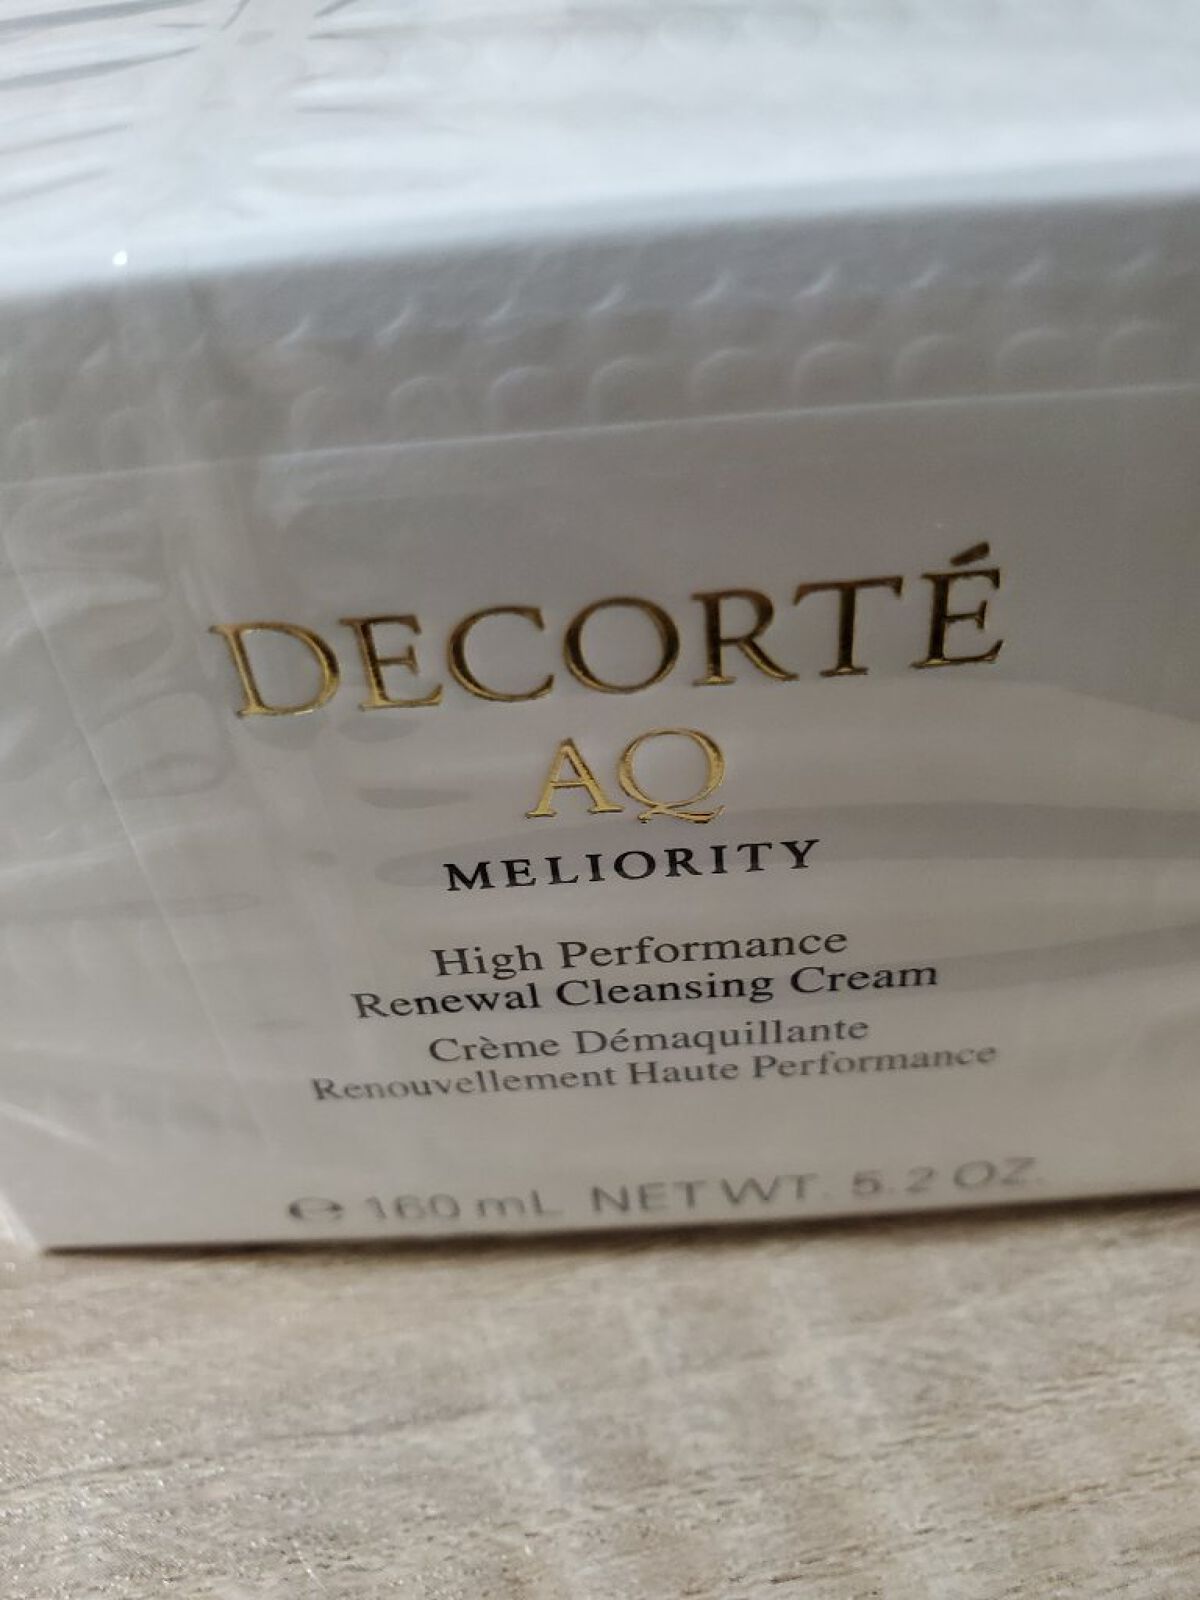 DECORTÉ
AQ
MELIORITY
High Performance
Renewal Cleansing Cream
Crème Démaquillante
Renouvellement Haute Performance
℮ 160 mL NET WT. 5.2 OZ.